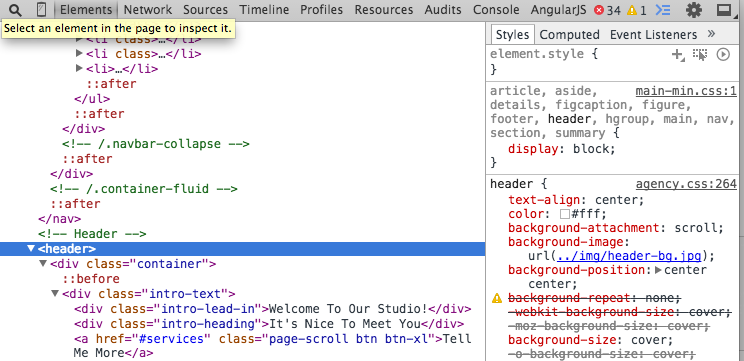 Elements Network Sources Timeline Profiles Resources Audits Console AngularJS 34 1
Select an element in the page to inspect it.
<li class>…</li>
<li class>…</li>
<li>…</li>
::after
</ul>
::after
</div>
<!-- /.navbar-collapse -->
::after
</div>
<!-- /.container-fluid -->
::after
</nav>
<!-- Header -->
<header>
<div class="container">
::before
<div class="intro-text">
<div class="intro-lead-in">Welcome To Our Studio!</div>
<div class="intro-heading">It's Nice To Meet You</div>
<a href="#services" class="page-scroll btn btn-xl">Tell
Me More</a>
Styles Computed Event Listeners »
element.style {
}
article, aside, main-min.css:1
details, figcaption, figure,
footer, header, hgroup, main, nav,
section, summary {
display: block;
}
header { agency.css:264
text-align: center;
color: #fff;
background-attachment: scroll;
background-image:
url(../img/header-bg.jpg);
background-position: center
center;
background-repeat: none;
-webkit-background-size: cover;
-moz-background-size: cover;
background-size: cover;
-o-background-size: cover;